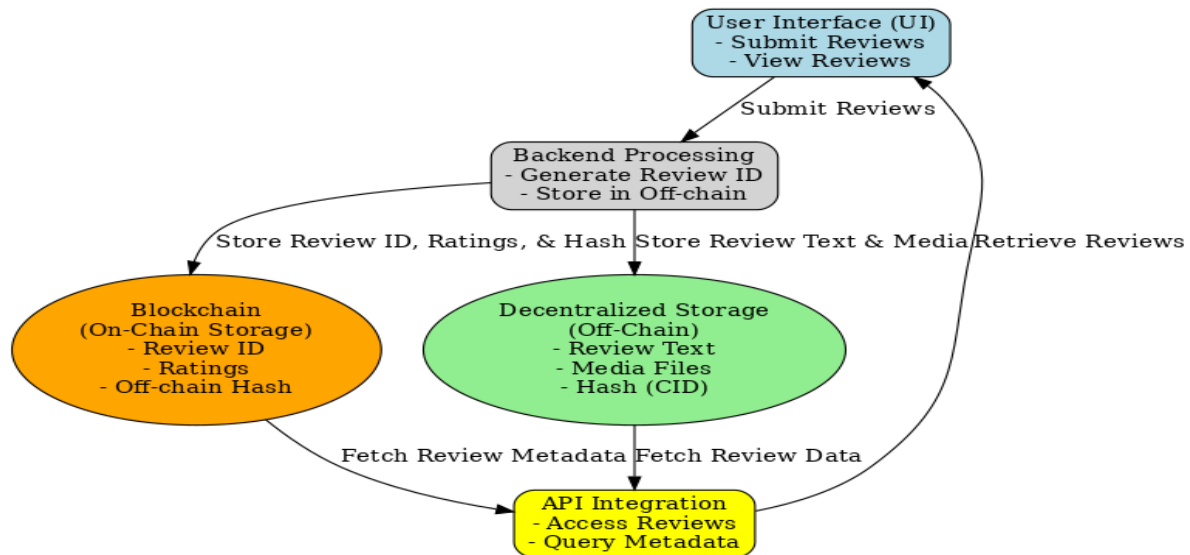 User Interface (UI)
- Submit Reviews
- View Reviews
Submit Reviews
Backend Processing
- Generate Review ID
- Store in Off-chain
Store Review ID, Ratings, & Hash
Store Review Text & Media
Retrieve Reviews
Blockchain
(On-Chain Storage)
- Review ID
- Ratings
- Off-chain Hash
Decentralized Storage
(Off-Chain)
- Review Text
- Media Files
- Hash (CID)
Fetch Review Metadata
Fetch Review Data
API Integration
- Access Reviews
- Query Metadata